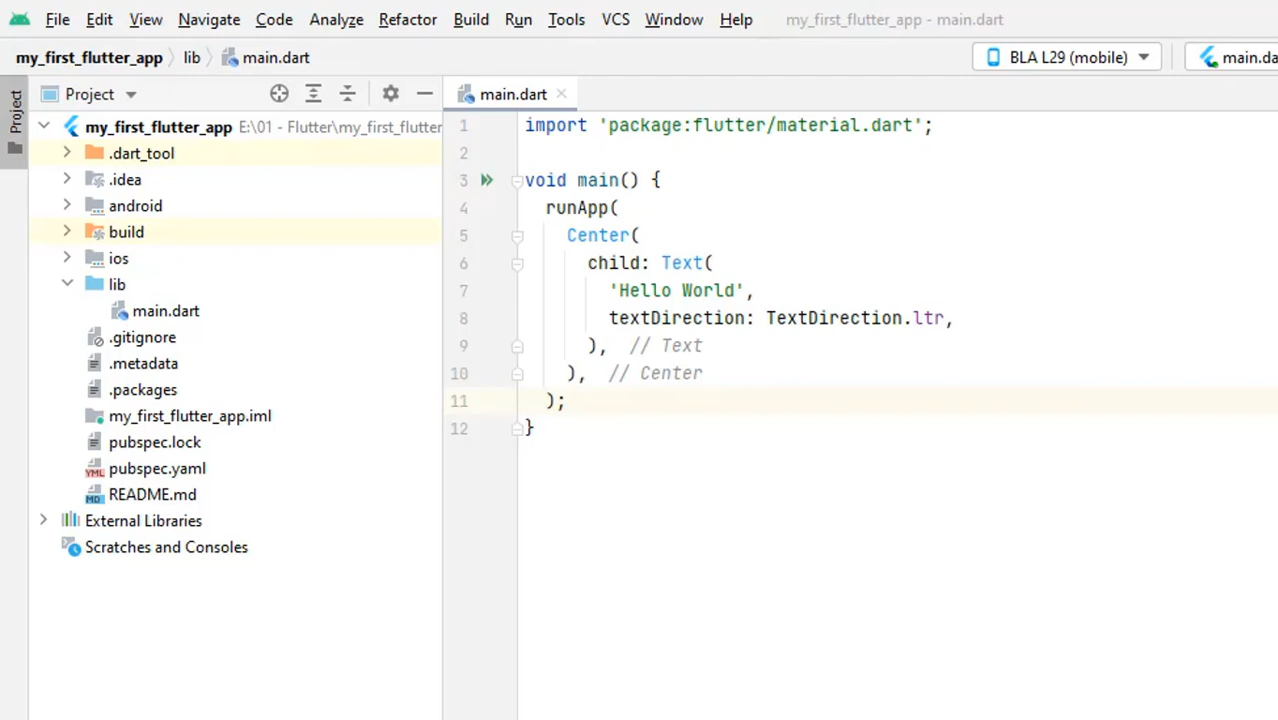 File Edit View Navigate Code Analyze Refactor Build Run Tools VCS Window Help my_first_flutter_app - main.dart
my_first_flutter_app lib main.dart BLA L29 (mobile) main.da
Project
Project
my_first_flutter_app E:\01 - Flutter\my_first_flutter
.dart_tool
.idea
android
build
ios
lib
main.dart
.gitignore
.metadata
.packages
my_first_flutter_app.iml
pubspec.lock
pubspec.yaml
README.md
External Libraries
Scratches and Consoles
main.dart
1 import 'package:flutter/material.dart';
2
3 void main() {
4 runApp(
5 Center(
6 child: Text(
7 'Hello World',
8 textDirection: TextDirection.ltr,
9 ), // Text
10 ), // Center
11 );
12 }